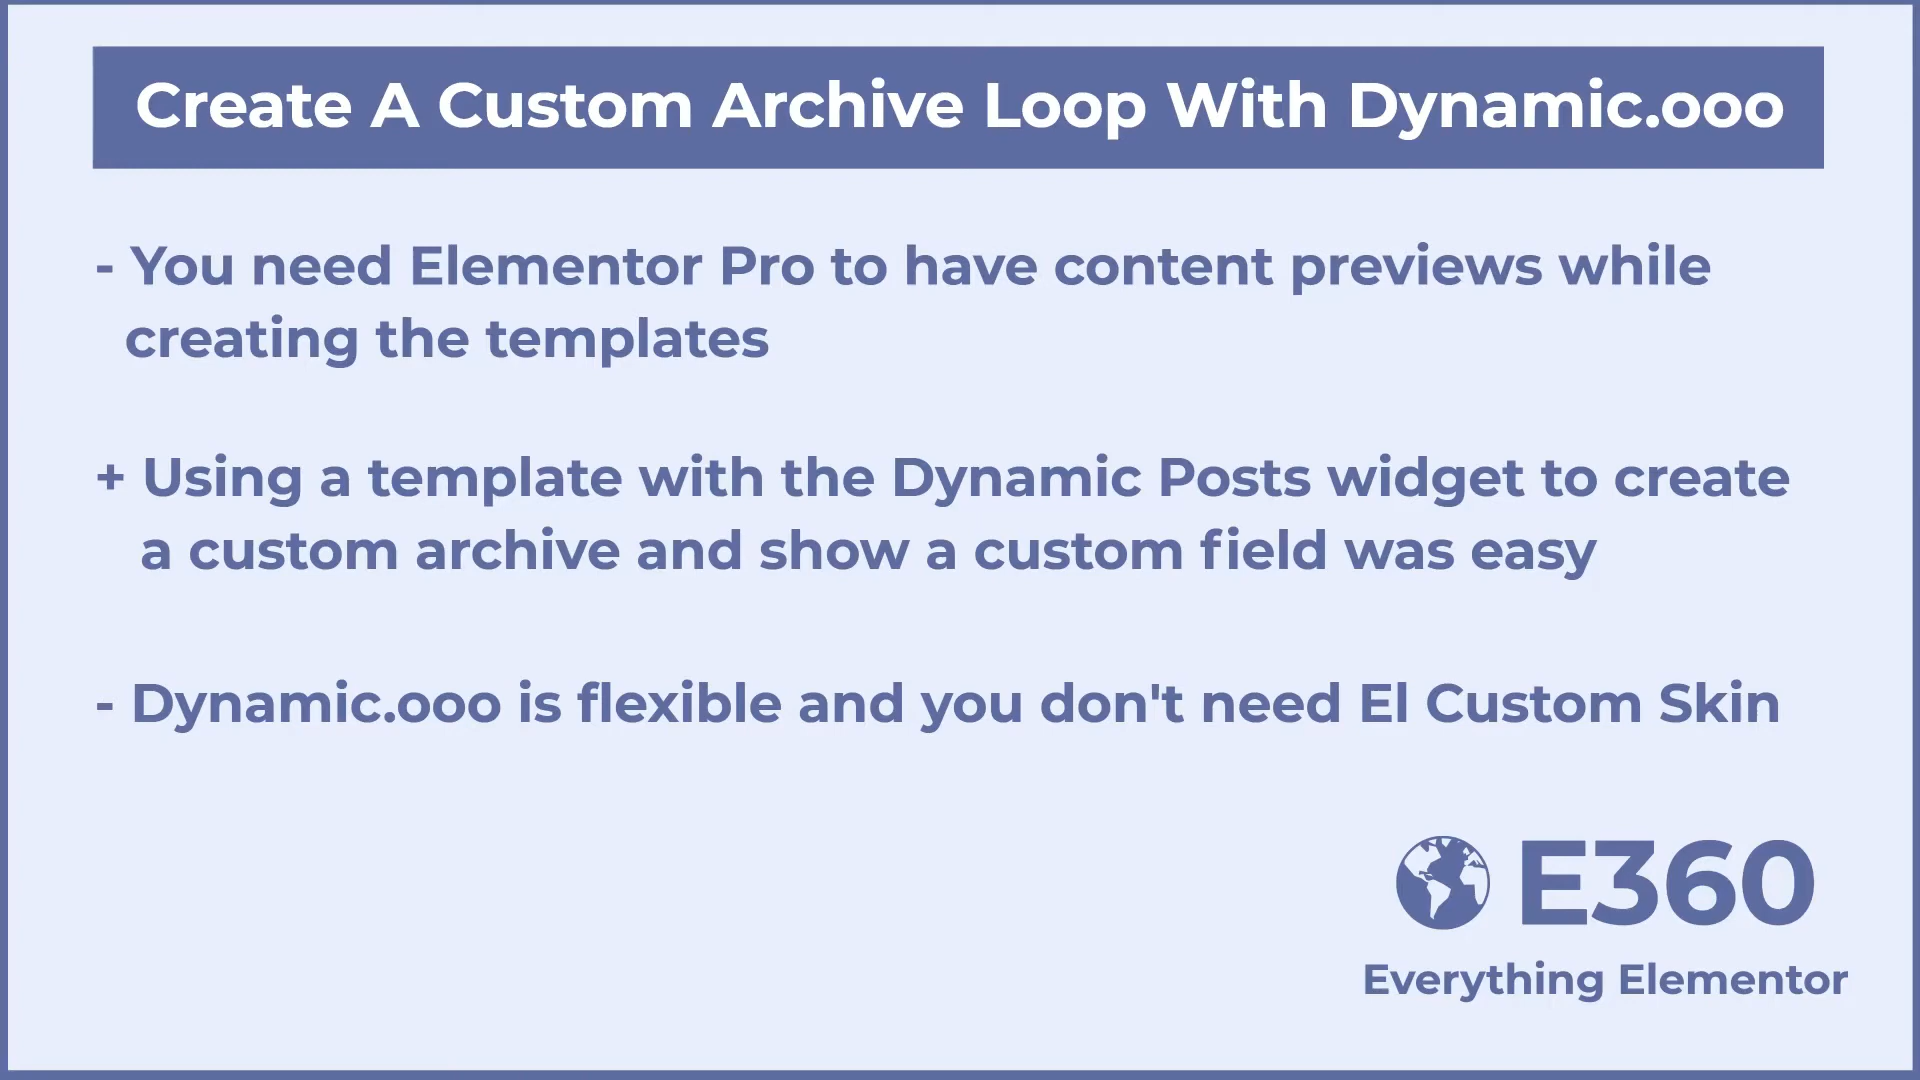 Create A Custom Archive Loop With Dynamic.ooo
- You need Elementor Pro to have content previews while
creating the templates
+ Using a template with the Dynamic Posts widget to create
a custom archive and show a custom field was easy
- Dynamic.ooo is flexible and you don't need El Custom Skin
E360
Everything Elementor